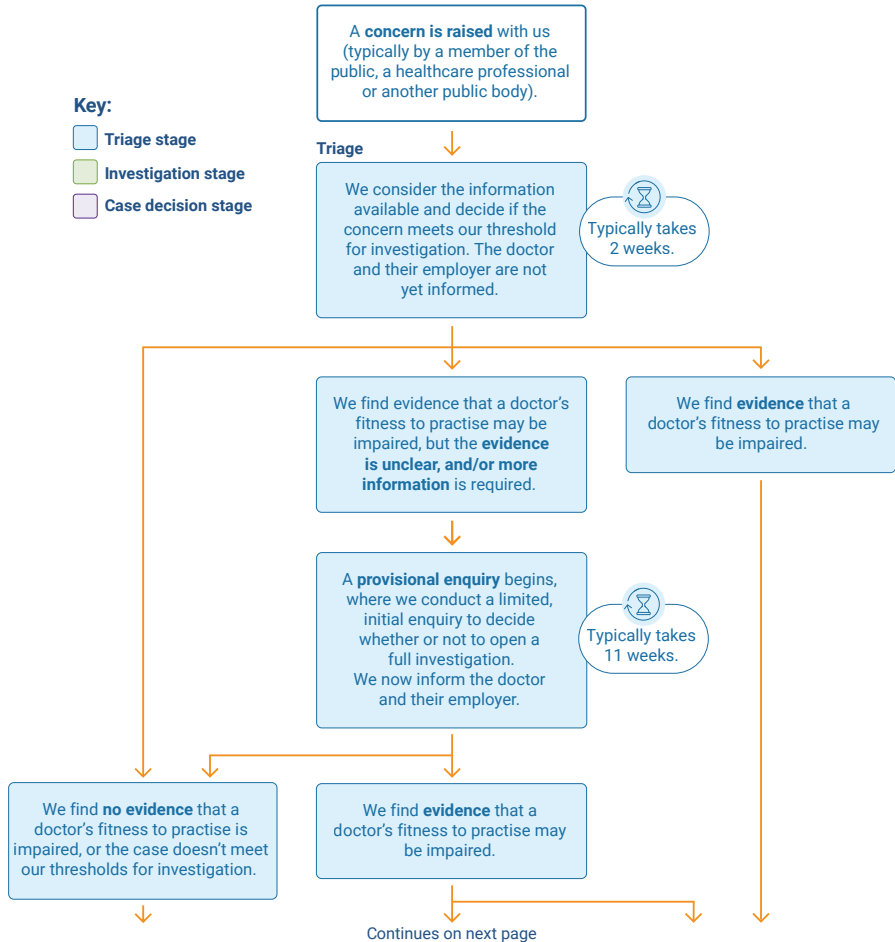 A concern is raised with us
(typically by a member of the
public, a healthcare professional
or another public body).
Key:
Triage stage
Investigation stage
Case decision stage
Triage
We consider the information
available and decide if the
concern meets our threshold
for investigation. The doctor
and their employer are not
yet informed.
Typically takes
2 weeks.
We find evidence that a doctor’s
fitness to practise may be
impaired, but the evidence
is unclear, and/or more
information is required.
We find evidence that a
doctor’s fitness to practise may
be impaired.
A provisional enquiry begins,
where we conduct a limited,
initial enquiry to decide
whether or not to open a
full investigation.
We now inform the doctor
and their employer.
Typically takes
11 weeks.
We find no evidence that a
doctor’s fitness to practise is
impaired, or the case doesn’t meet
our thresholds for investigation.
We find evidence that a
doctor’s fitness to practise may
be impaired.
Continues on next page